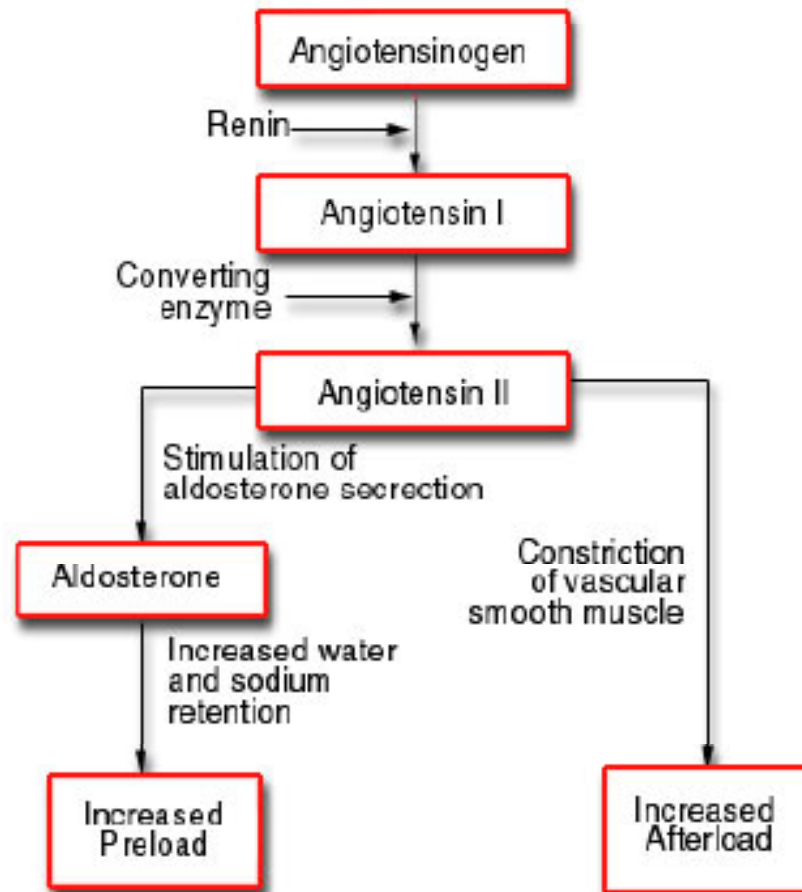 Angiotensinogen
Renin
Angiotensin I
Converting
enzyme
Angiotensin II
Stimulation of
aldosterone secrection
Aldosterone
Constriction
of vascular
smooth muscle
Increased water
and sodium
retention
Increased
Preload
Increased
Afterload